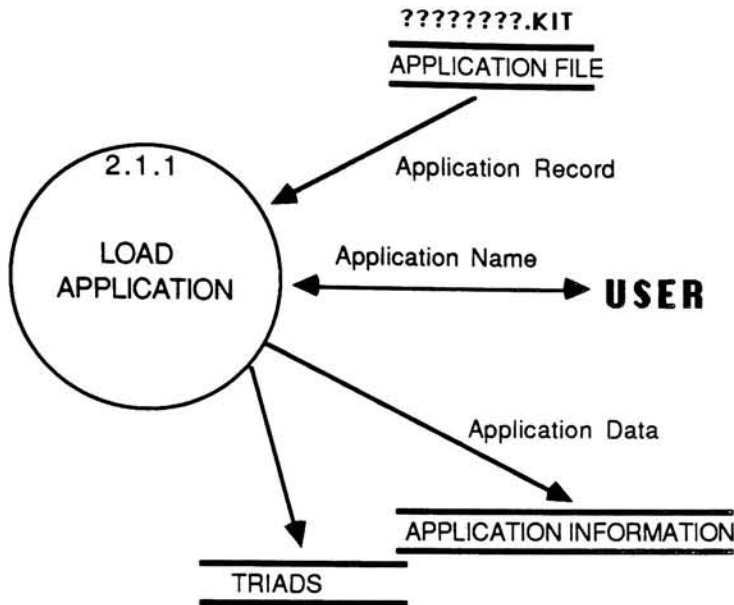 ????????.KIT
APPLICATION FILE
Application Record
2.1.1
LOAD
APPLICATION
Application Name
USER
Application Data
APPLICATION INFORMATION
TRIADS